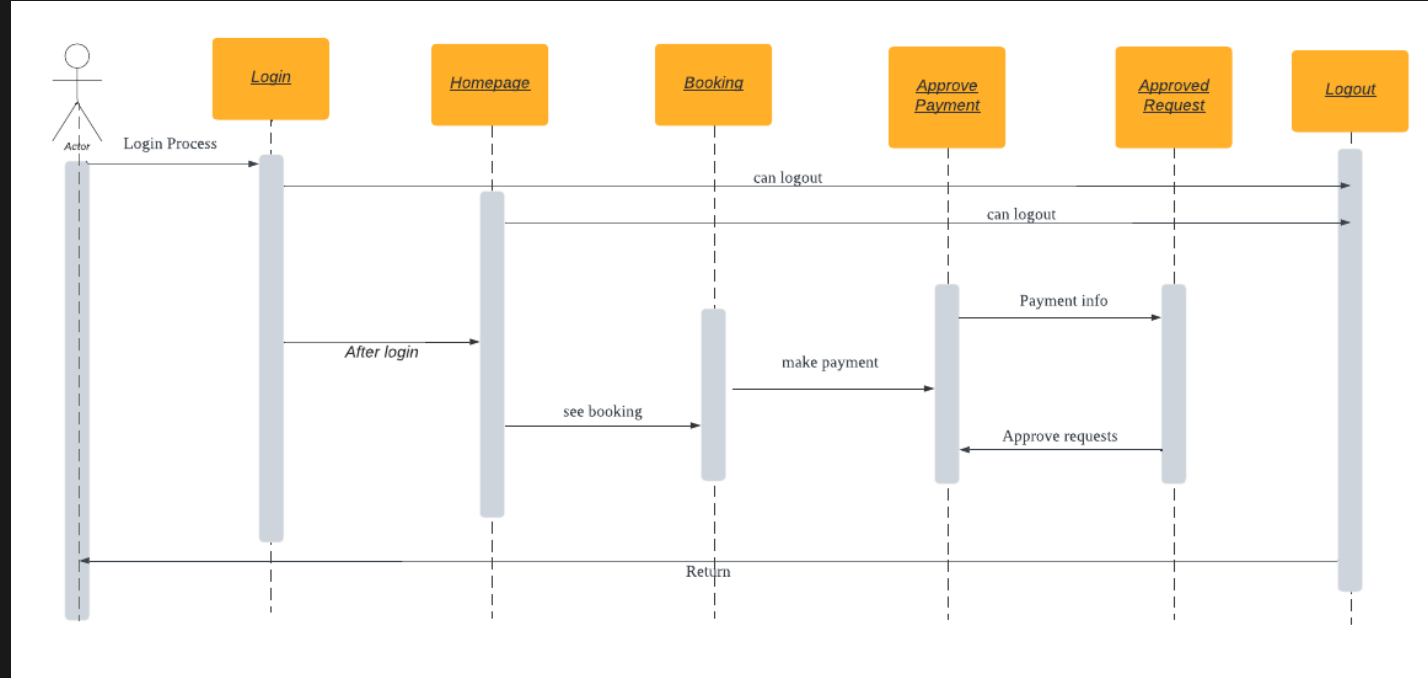 Login
Homepage
Booking
Approve
Payment
Approved
Request
Logout
Actor
Login Process
can logout
can logout
Payment info
After login
make payment
see booking
Approve requests
Return